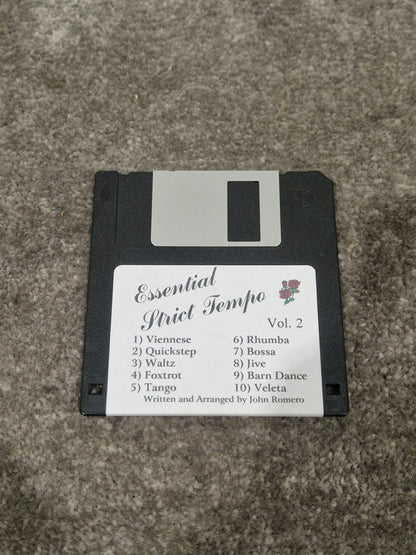 Essential
Strict Tempo
Vol. 2
1) Viennese
2) Quickstep
3) Waltz
4) Foxtrot
5) Tango
6) Rhumba
7) Bossa
8) Jive
9) Barn Dance
10) Veleta
Written and Arranged by John Romero